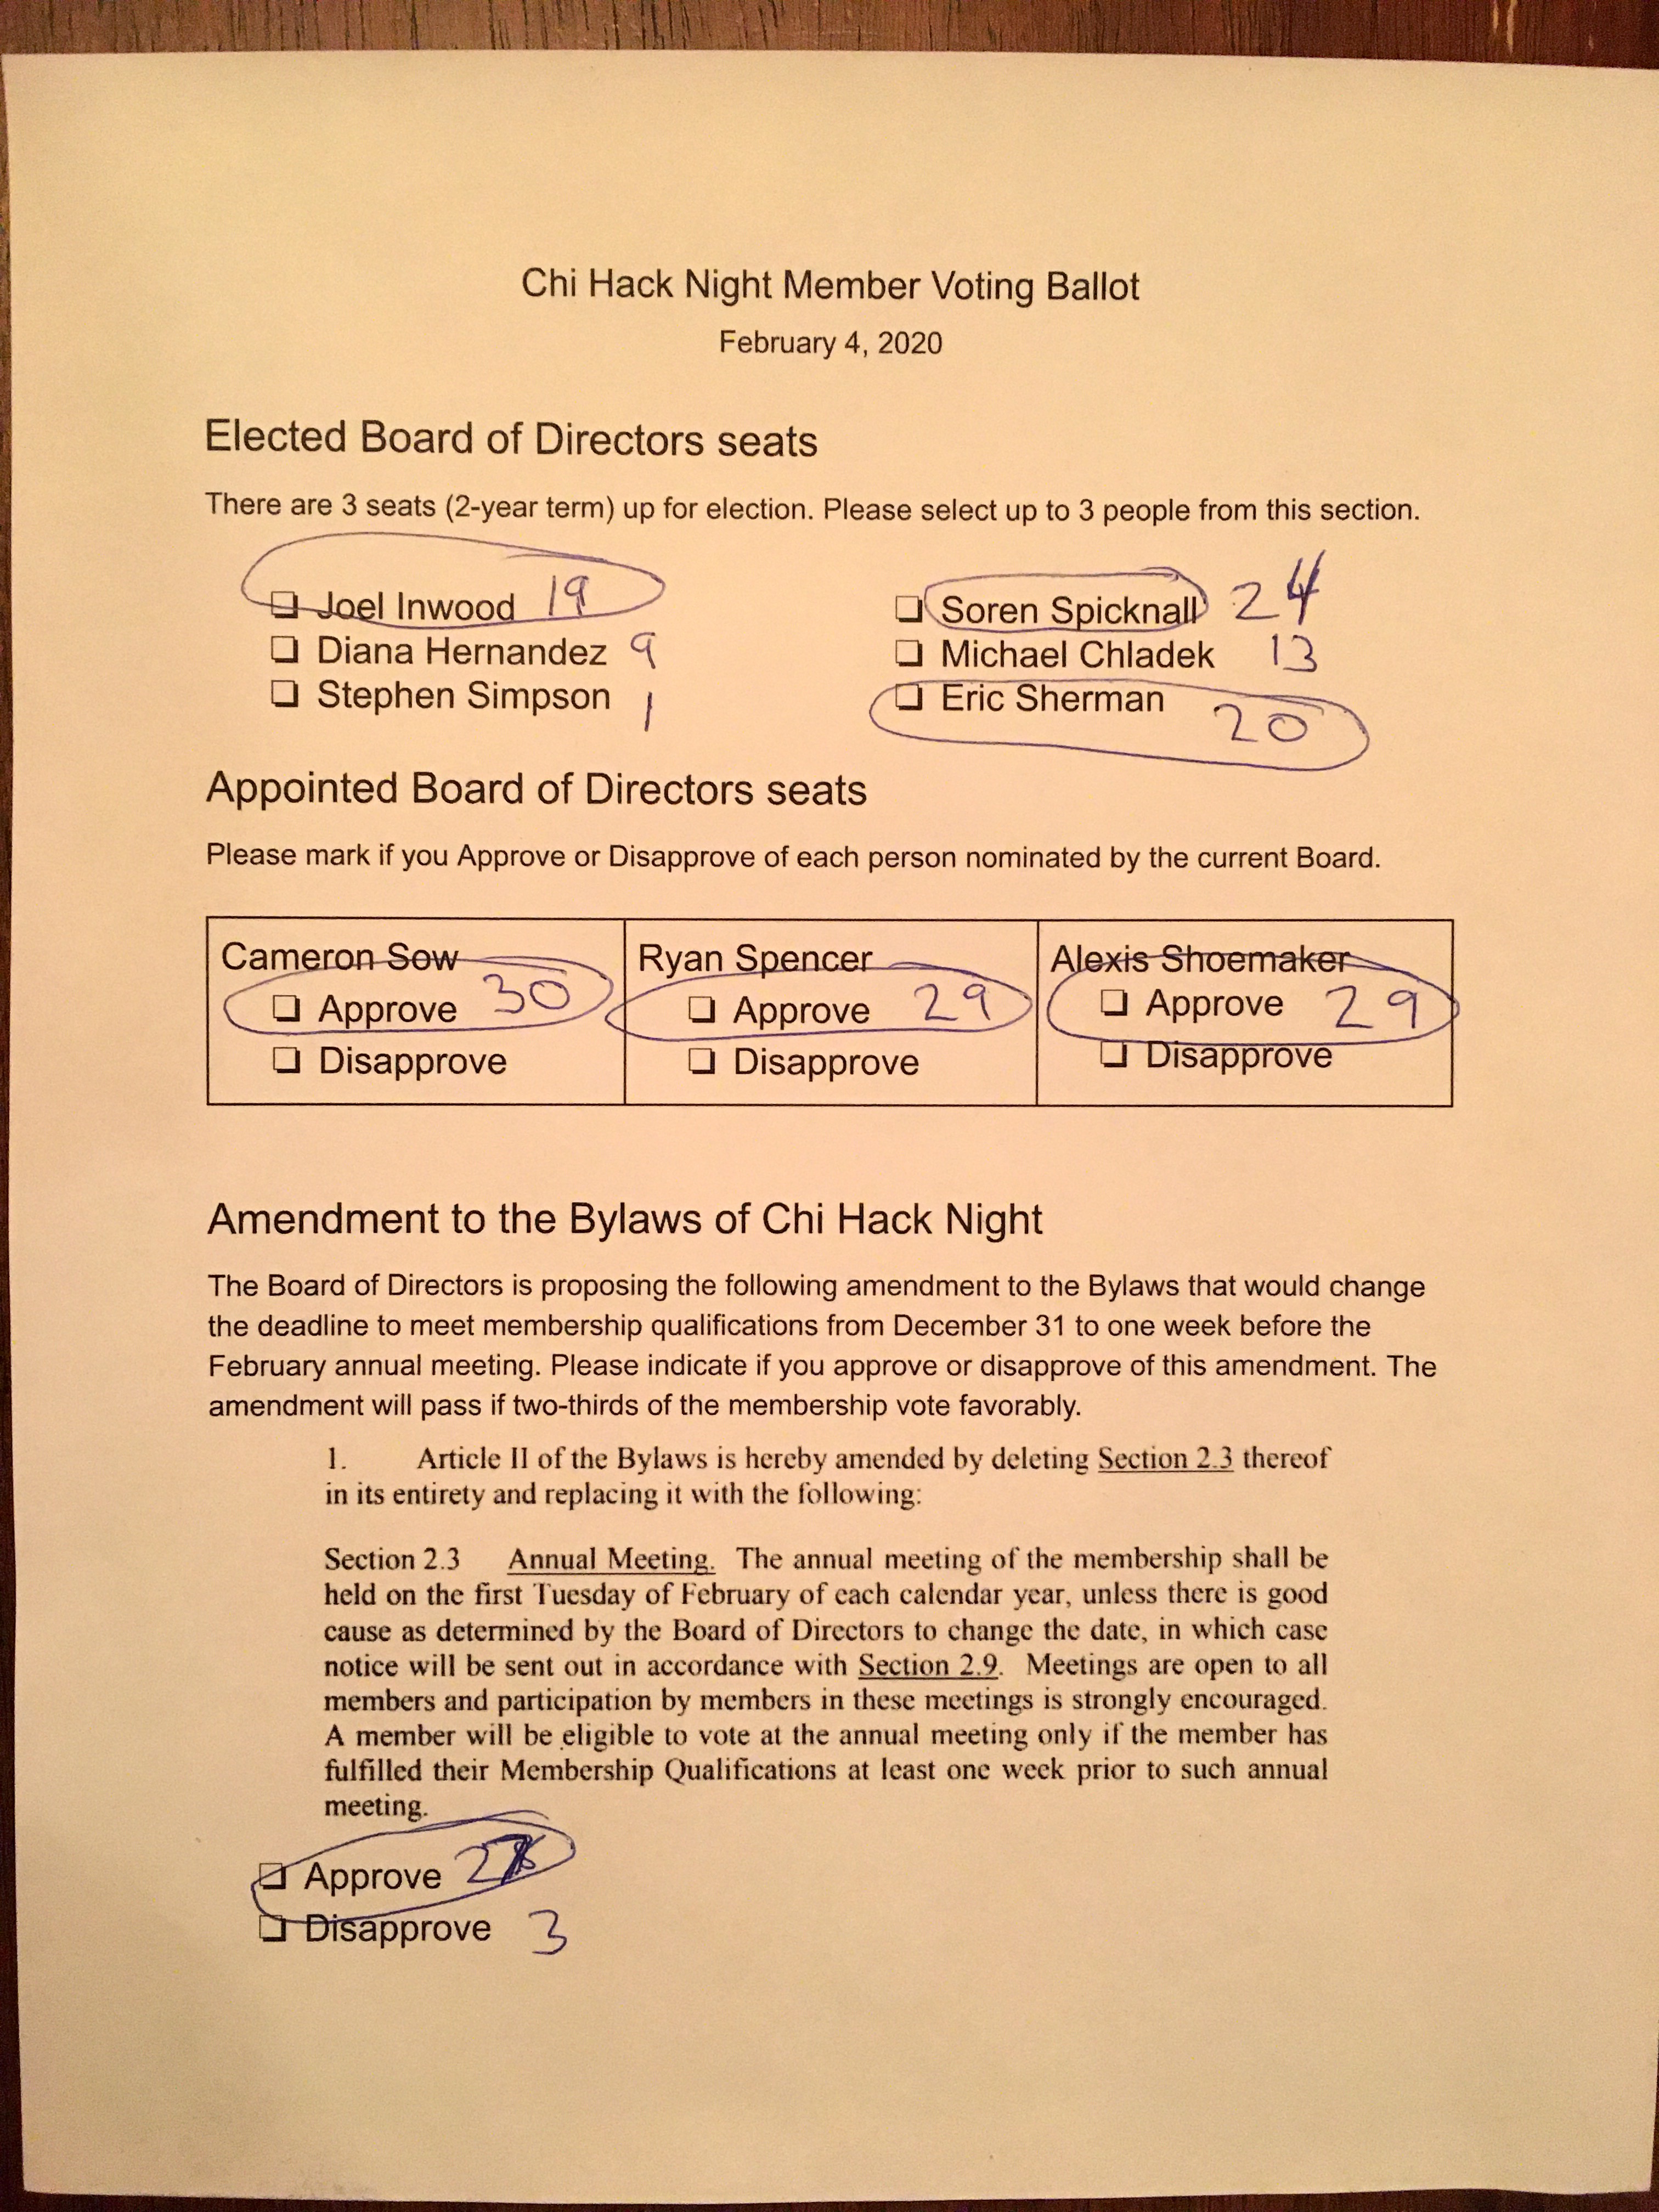 Chi Hack Night Member Voting Ballot
February 4, 2020
Elected Board of Directors seats
There are 3 seats (2-year term) up for election. Please select up to 3 people from this section.
❏ Joel Inwood 19
❏ Diana Hernandez 9
❏ Stephen Simpson 1
❏ Soren Spicknall 24
❏ Michael Chladek 13
❏ Eric Sherman 20
Appointed Board of Directors seats
Please mark if you Approve or Disapprove of each person nominated by the current Board.
Cameron Sow
❏ Approve 30
❏ Disapprove
Ryan Spencer
❏ Approve 29
❏ Disapprove
Alexis Shoemaker
❏ Approve 29
❏ Disapprove
Amendment to the Bylaws of Chi Hack Night
The Board of Directors is proposing the following amendment to the Bylaws that would change
the deadline to meet membership qualifications from December 31 to one week before the
February annual meeting. Please indicate if you approve or disapprove of this amendment. The
amendment will pass if two-thirds of the membership vote favorably.
1. Article II of the Bylaws is hereby amended by deleting Section 2.3 thereof
in its entirety and replacing it with the following:
Section 2.3 Annual Meeting. The annual meeting of the membership shall be
held on the first Tuesday of February of each calendar year, unless there is good
cause as determined by the Board of Directors to change the date, in which case
notice will be sent out in accordance with Section 2.9. Meetings are open to all
members and participation by members in these meetings is strongly encouraged.
A member will be eligible to vote at the annual meeting only if the member has
fulfilled their Membership Qualifications at least one week prior to such annual
meeting.
❏ Approve
❏ Disapprove 3